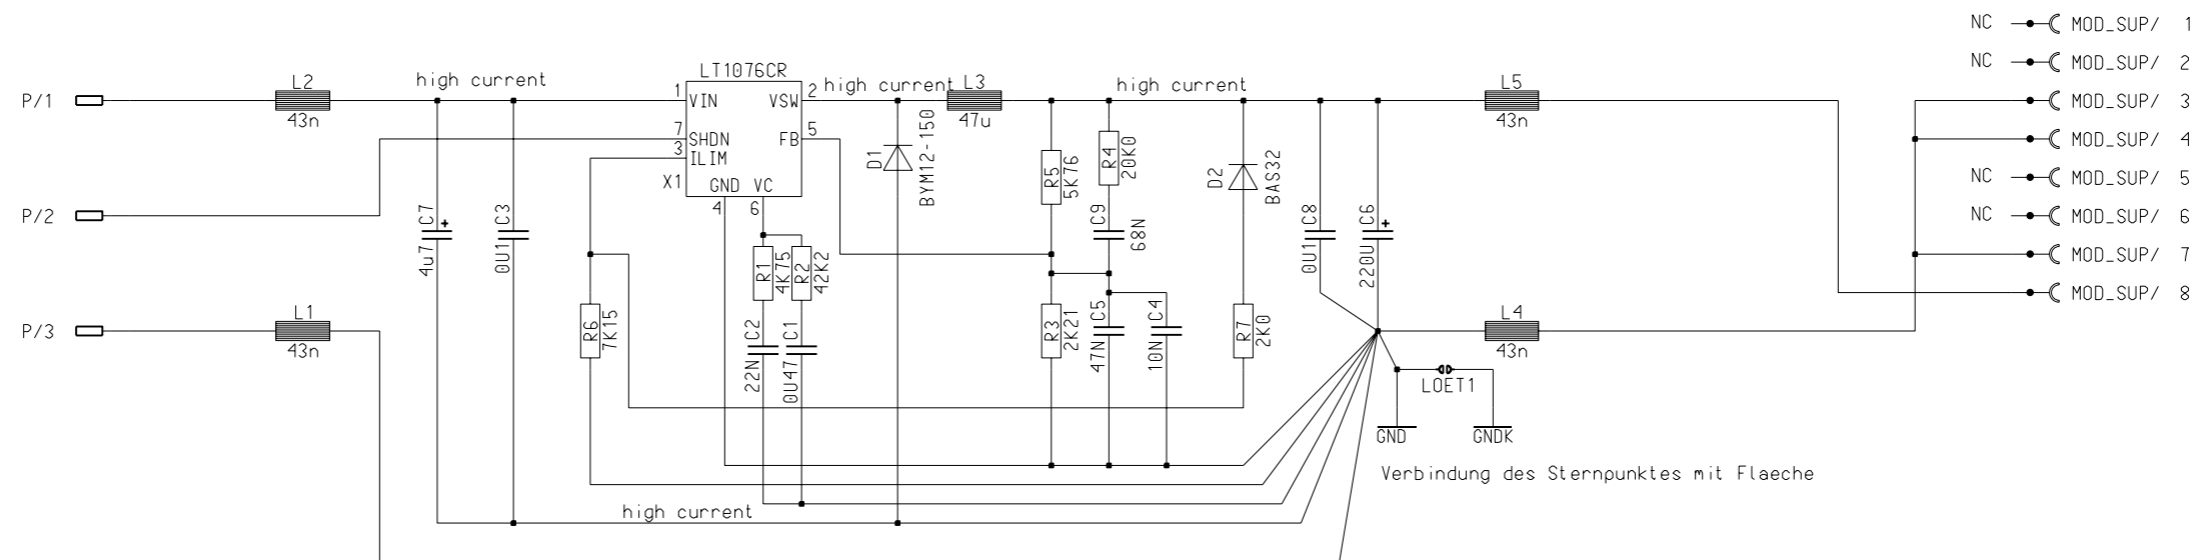 NC MOD_SUP/ 1
NC MOD_SUP/ 2
MOD_SUP/ 3
MOD_SUP/ 4
NC MOD_SUP/ 5
NC MOD_SUP/ 6
MOD_SUP/ 7
MOD_SUP/ 8
P/1
L2
43n
high current
LT1076CR
1 VIN
VSW 2
7 SHDN
FB 5
3 ILIM
GND VC
X1
4 6
high current
L3
47u
high current
L5
43n
D1
BYM12-150
R5
5K76
R4
20K0
D2
BAS32
P/2
C7
+
4u7
C3
0U1
R1
4K75
R2
42K2
C9
68N
C8
0U1
C6
+
220U
P/3
L1
43n
R6
7K15
C2
22N
C1
0U47
R3
2K21
C5
47N
C4
10N
R7
2K0
L4
43n
LOET1
GND
GNDK
Verbindung des Sternpunktes mit Flaeche
high current